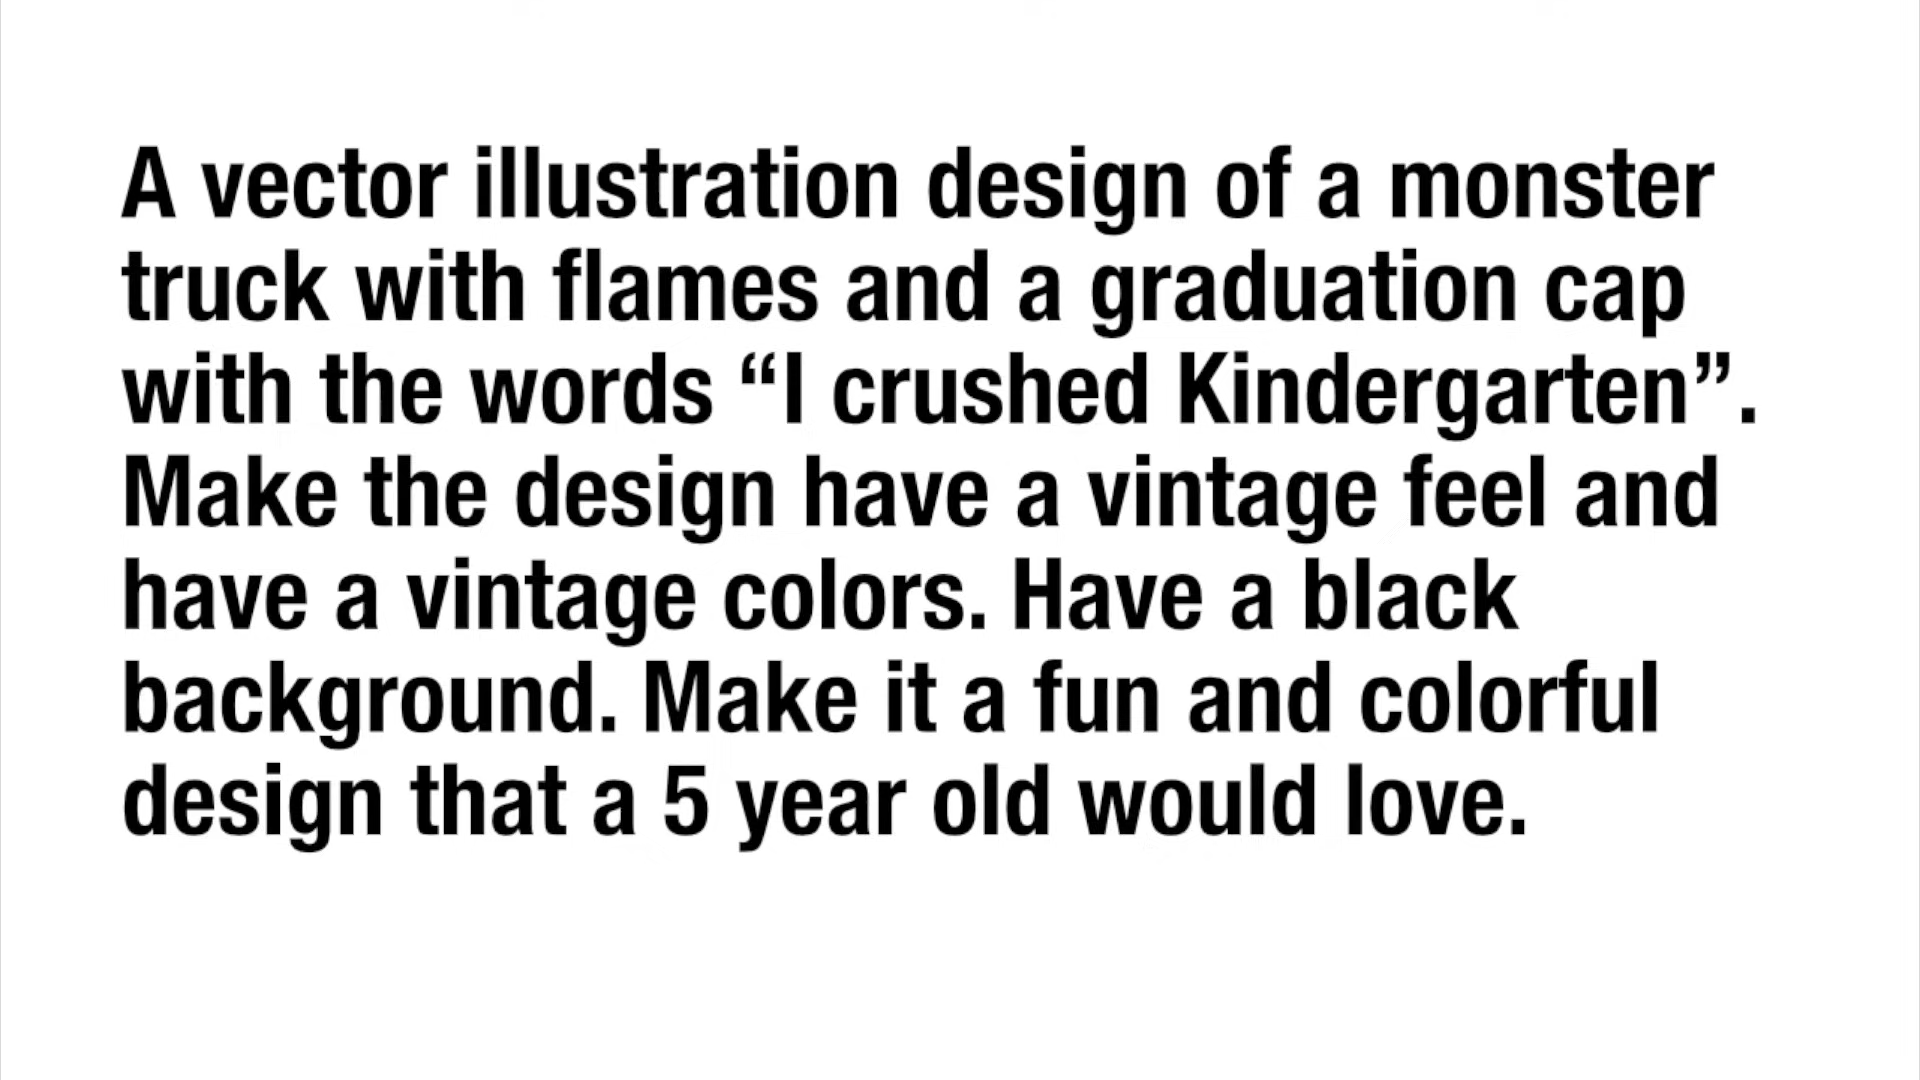 A vector illustration design of a monster
truck with flames and a graduation cap
with the words “I crushed Kindergarten”.
Make the design have a vintage feel and
have a vintage colors. Have a black
background. Make it a fun and colorful
design that a 5 year old would love.